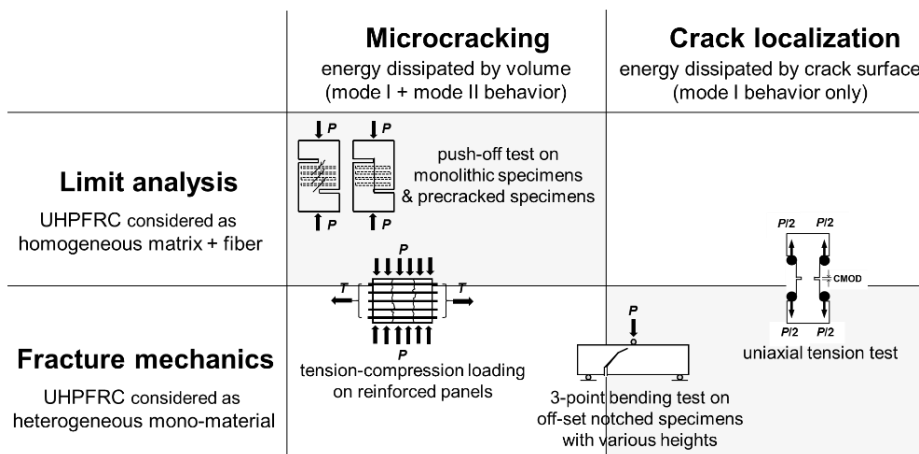 Microcracking
energy dissipated by volume
(mode I + mode II behavior)
Crack localization
energy dissipated by crack surface
(mode I behavior only)
Limit analysis
UHPFRC considered as
homogeneous matrix + fiber
P P
P P
push-off test on
monolithic specimens
& precracked specimens
P/2 P/2
CMOD
P/2 P/2
uniaxial tension test
P
T T
P
tension-compression loading
on reinforced panels
Fracture mechanics
UHPFRC considered as
heterogeneous mono-material
P
3-point bending test on
off-set notched specimens
with various heights